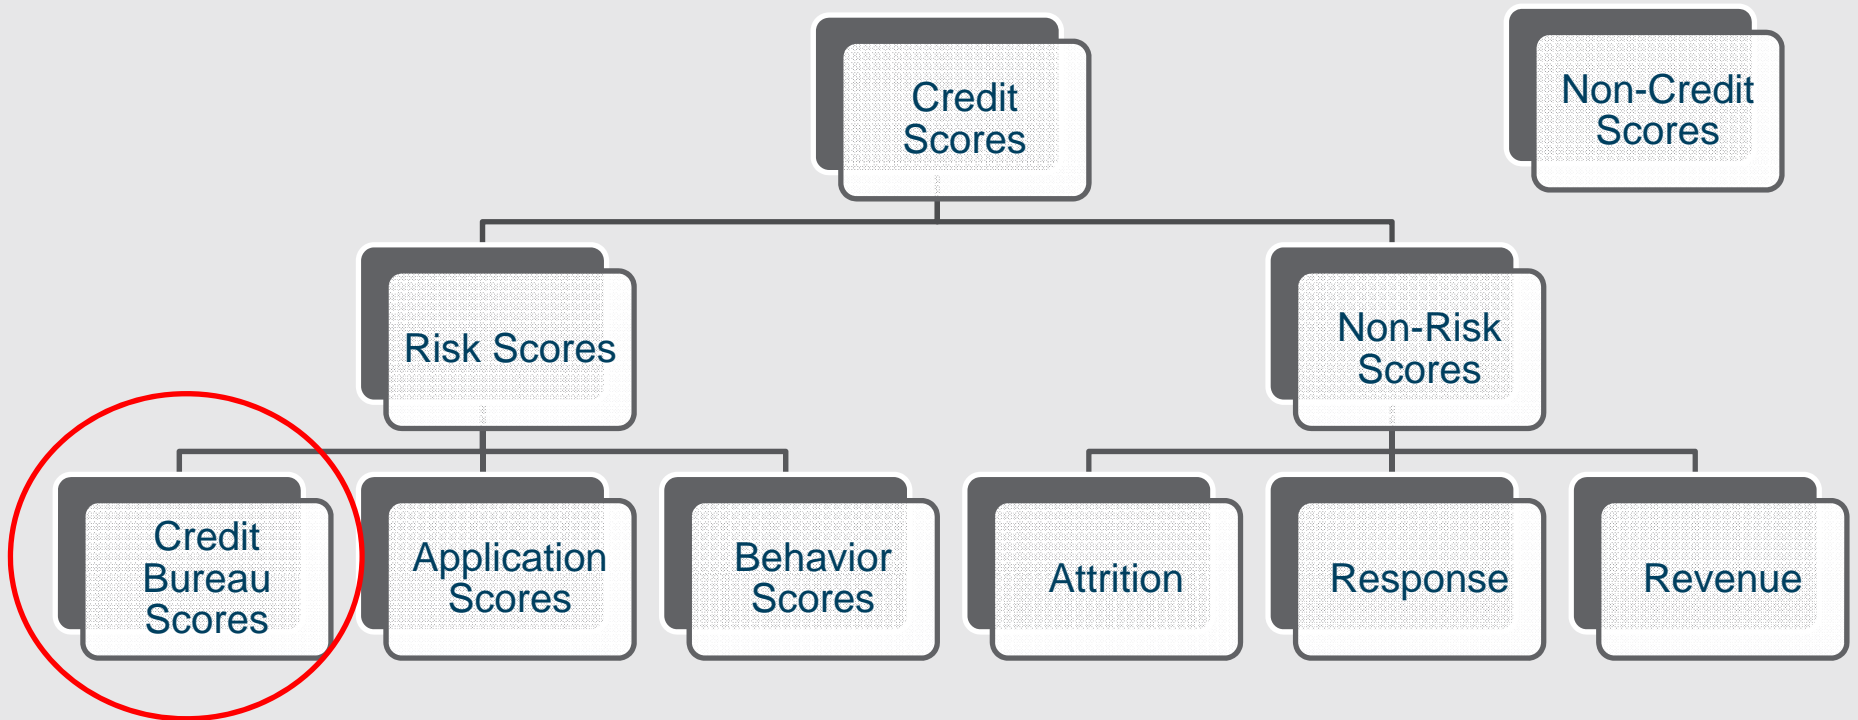 Credit
Scores
Non-Credit
Scores
Risk Scores
Non-Risk
Scores
Credit
Bureau
Scores
Application
Scores
Behavior
Scores
Attrition
Response
Revenue